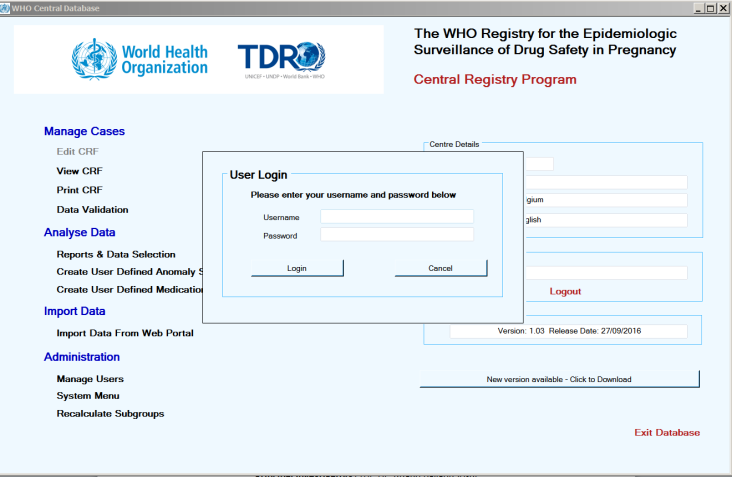 WHO Central Database
World Health
Organization
TDR
UNICEF • UNDP • World Bank • WHO
The WHO Registry for the Epidemiologic
Surveillance of Drug Safety in Pregnancy
Central Registry Program
Manage Cases
Edit CRF
View CRF
Print CRF
Data Validation
Analyse Data
Reports & Data Selection
Create User Defined Anomaly S
Create User Defined Medication
Import Data
Import Data From Web Portal
Administration
Manage Users
System Menu
Recalculate Subgroups
User Login
Please enter your username and password below
Username
Password
Login
Cancel
Centre Details
gium
glish
Logout
Version: 1.03 Release Date: 27/09/2016
New version available - Click to Download
Exit Database